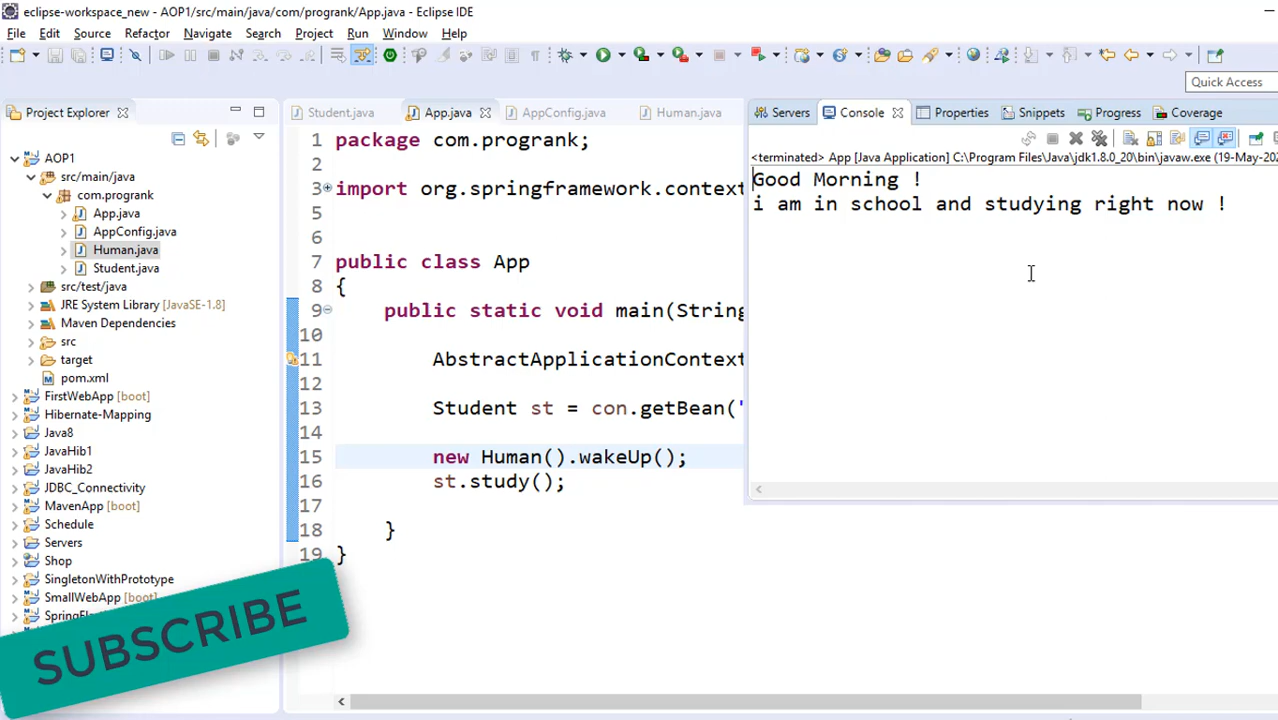 eclipse-workspace_new - AOP1/src/main/java/com/progrank/App.java - Eclipse IDE
File Edit Source Refactor Navigate Search Project Run Window Help
Quick Access
Project Explorer
AOP1
src/main/java
com.progrank
App.java
AppConfig.java
Human.java
Student.java
src/test/java
JRE System Library [JavaSE-1.8]
Maven Dependencies
src
target
pom.xml
FirstWebApp [boot]
Hibernate-Mapping
Java8
JavaHib1
JavaHib2
JDBC_Connectivity
MavenApp [boot]
Schedule
Servers
Shop
SingletonWithPrototype
SmallWebApp [boot]
Student.java App.java AppConfig.java Human.java
1 package com.progrank;
2
3 import org.springframework.context
5
6
7 public class App
8 {
9 public static void main(String
10
11 AbstractApplicationContext
12
13 Student st = con.getBean("
14
15 new Human().wakeUp();
16 st.study();
17
18 }
19 }
Servers Console Properties Snippets Progress Coverage
<terminated> App [Java Application] C:\Program Files\Java\jdk1.8.0_20\bin\javaw.exe (19-May-202
Good Morning !
i am in school and studying right now !
SUBSCRIBE